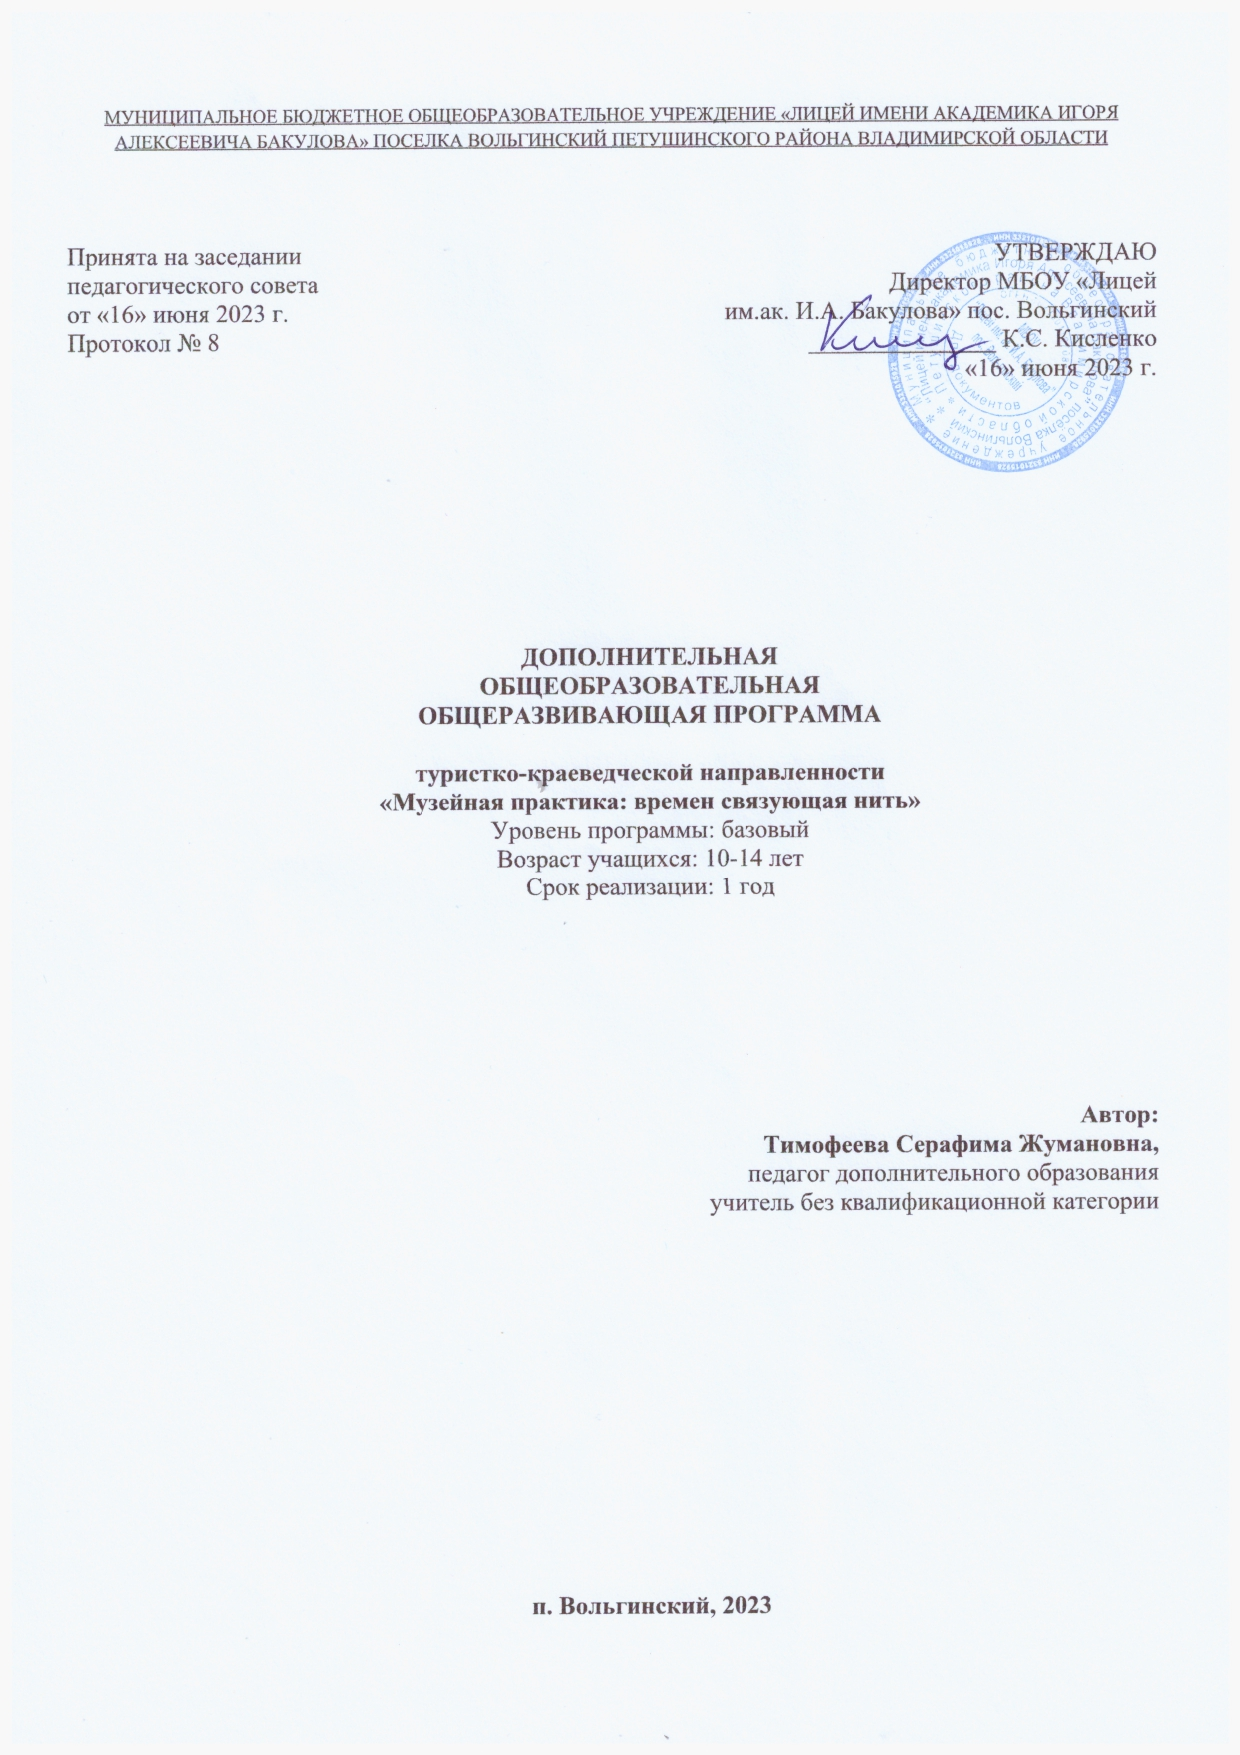 МУНИЦИПАЛЬНОЕ БЮДЖЕТНОЕ ОБЩЕОБРАЗОВАТЕЛЬНОЕ УЧРЕЖДЕНИЕ «ЛИЦЕЙ ИМЕНИ АКАДЕМИКА ИГОРЯ
АЛЕКСЕЕВИЧА БАКУЛОВА» ПОСЕЛКА ВОЛЬГИНСКИЙ ПЕТУШИНСКОГО РАЙОНА ВЛАДИМИРСКОЙ ОБЛАСТИ
Принята на заседании
педагогического совета
от «16» июня 2023 г.
Протокол № 8
УТВЕРЖДАЮ
Директор МБОУ «Лицей
им.ак. И.А. Бакулова» пос. Вольгинский
К.С. Кисленко
«16» июня 2023 г.
ДОПОЛНИТЕЛЬНАЯ
ОБЩЕОБРАЗОВАТЕЛЬНАЯ
ОБЩЕРАЗВИВАЮЩАЯ ПРОГРАММА
туристко-краеведческой направленности
«Музейная практика: времен связующая нить»
Уровень программы: базовый
Возраст учащихся: 10-14 лет
Срок реализации: 1 год
Автор:
Тимофеева Серафима Жумановна,
педагог дополнительного образования
учитель без квалификационной категории
п. Вольгинский, 2023